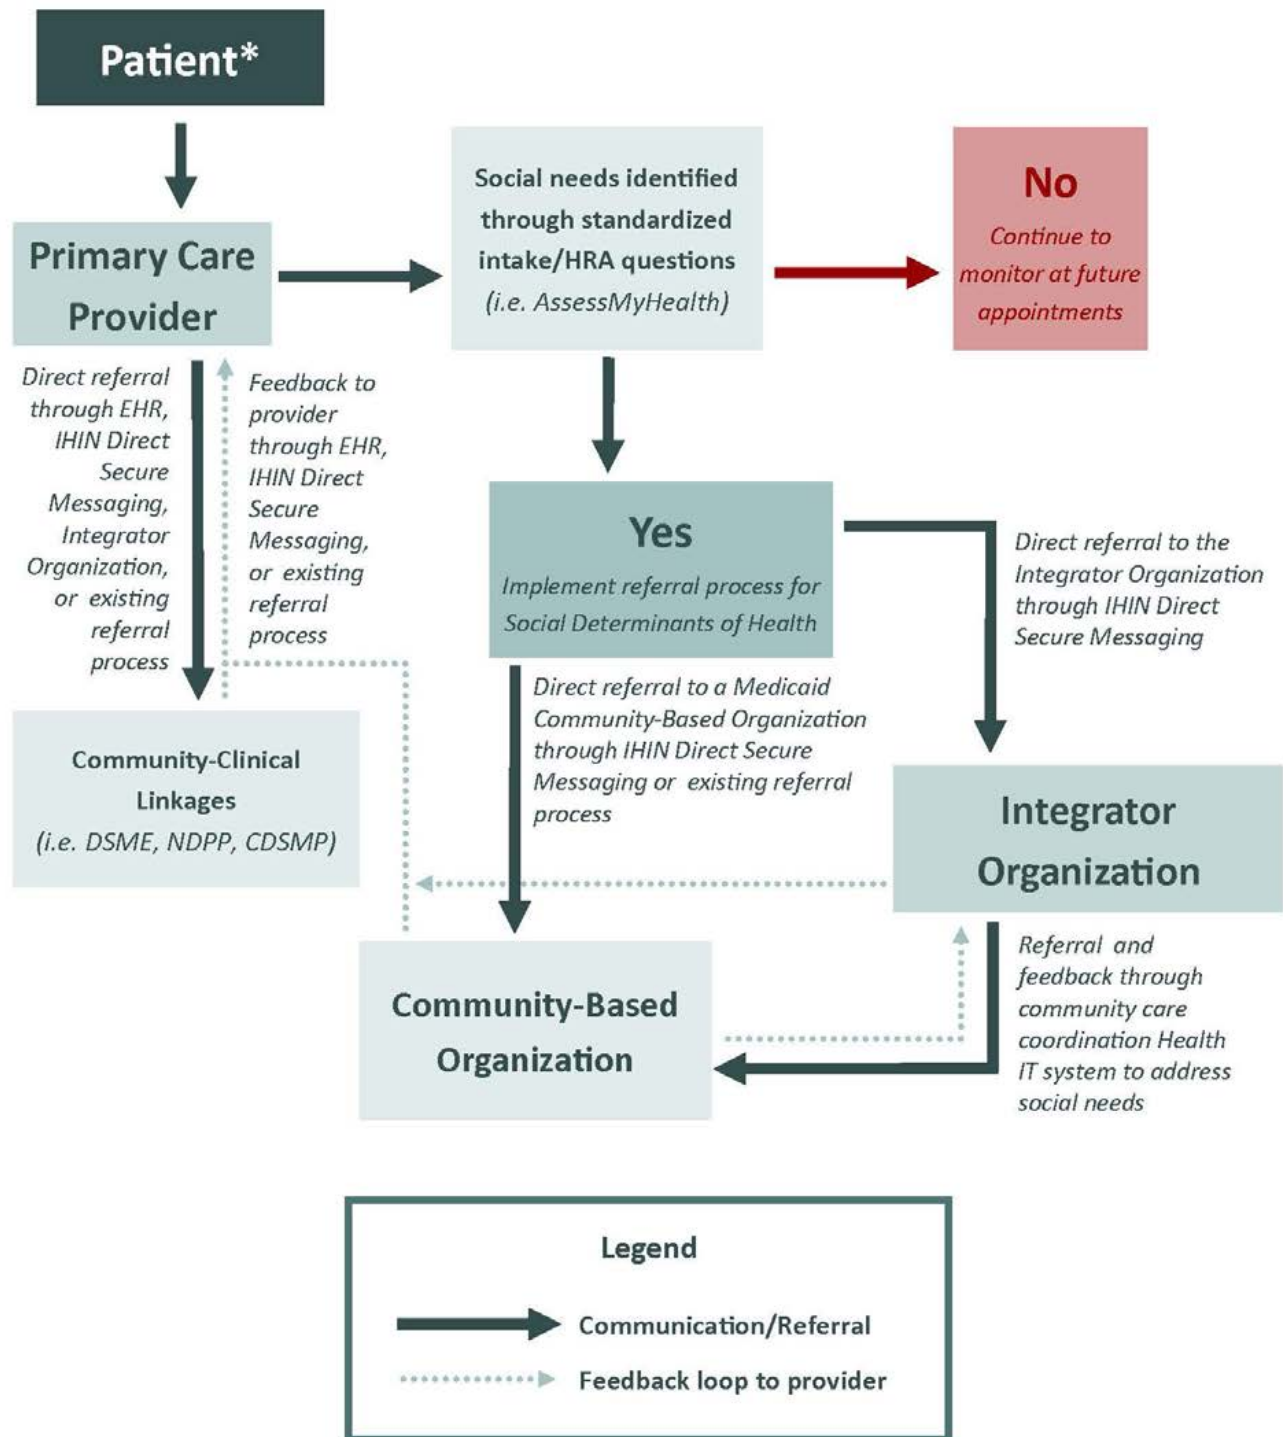 Patient*
Primary Care
Provider
Social needs identified
through standardized
intake/HRA questions
(i.e. AssessMyHealth)
No
Continue to
monitor at future
appointments
Direct referral
through EHR,
IHIN Direct
Secure
Messaging,
Integrator
Organization,
or existing
referral
process
Feedback to
provider
through EHR,
IHIN Direct
Secure
Messaging,
or existing
referral
process
Yes
Implement referral process for
Social Determinants of Health
Direct referral to the
Integrator Organization
through IHIN Direct
Secure Messaging
Direct referral to a Medicaid
Community-Based Organization
through IHIN Direct Secure
Messaging or existing referral
process
Community-Clinical
Linkages
(i.e. DSME, NDPP, CDSMP)
Integrator
Organization
Community-Based
Organization
Referral and
feedback through
community care
coordination Health
IT system to address
social needs
Legend
Communication/Referral
Feedback loop to provider